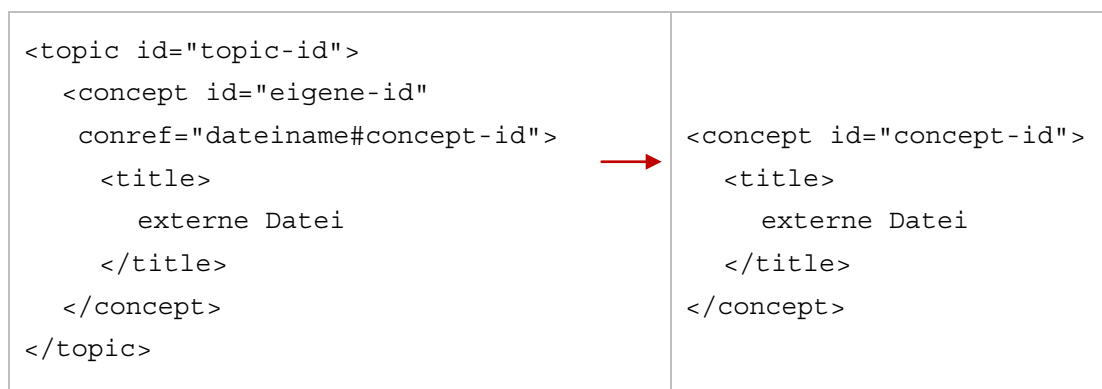 <topic id="topic-id">
<concept id="eigene-id"
conref="dateiname#concept-id">
<title>
externe Datei
</title>
</concept>
</topic>
<concept id="concept-id">
<title>
externe Datei
</title>
</concept>